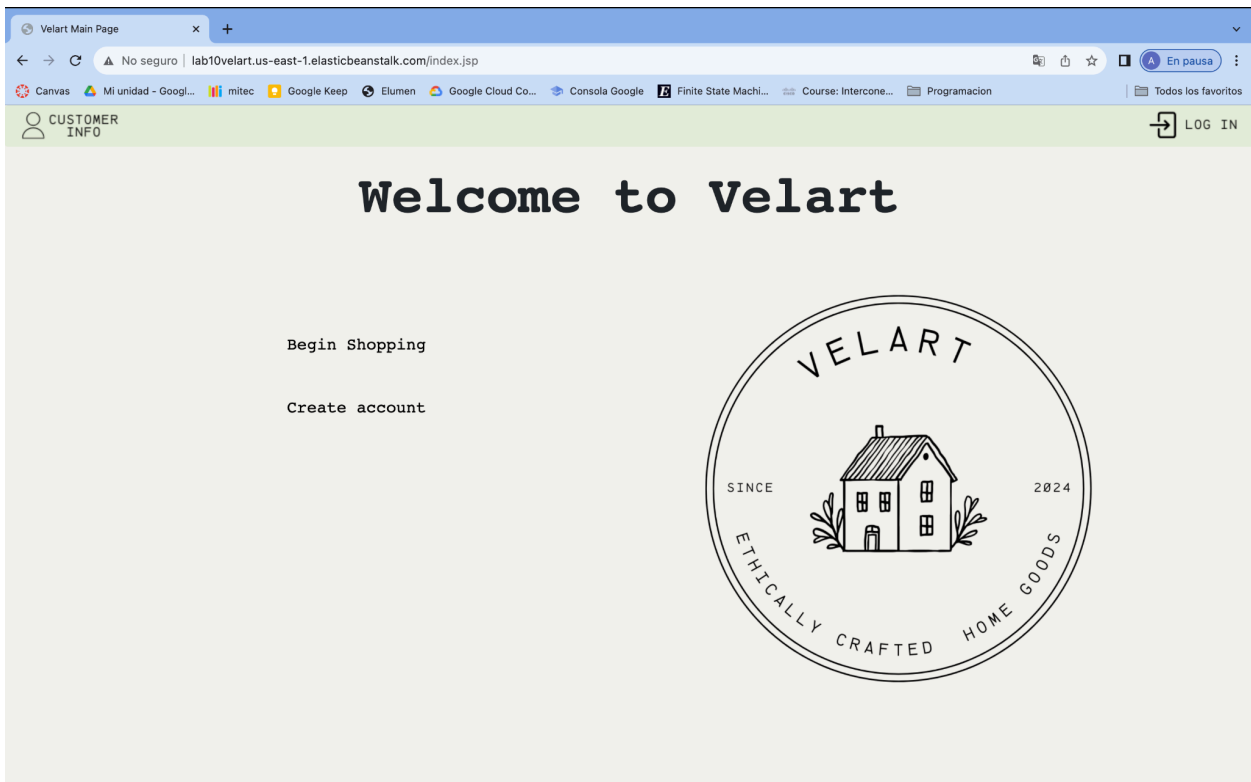 Velart Main Page
No seguro | lab10velart.us-east-1.elasticbeanstalk.com/index.jsp
A En pausa
Canvas Mi unidad - Googl... mitec Google Keep Elumen Google Cloud Co... Consola Google Finite State Machi... Course: Intercone... Programacion Todos los favoritos
CUSTOMER
INFO
LOG IN
Welcome to Velart
Begin Shopping
Create account
VELART
SINCE 2024
ETHICALLY CRAFTED HOME GOODS